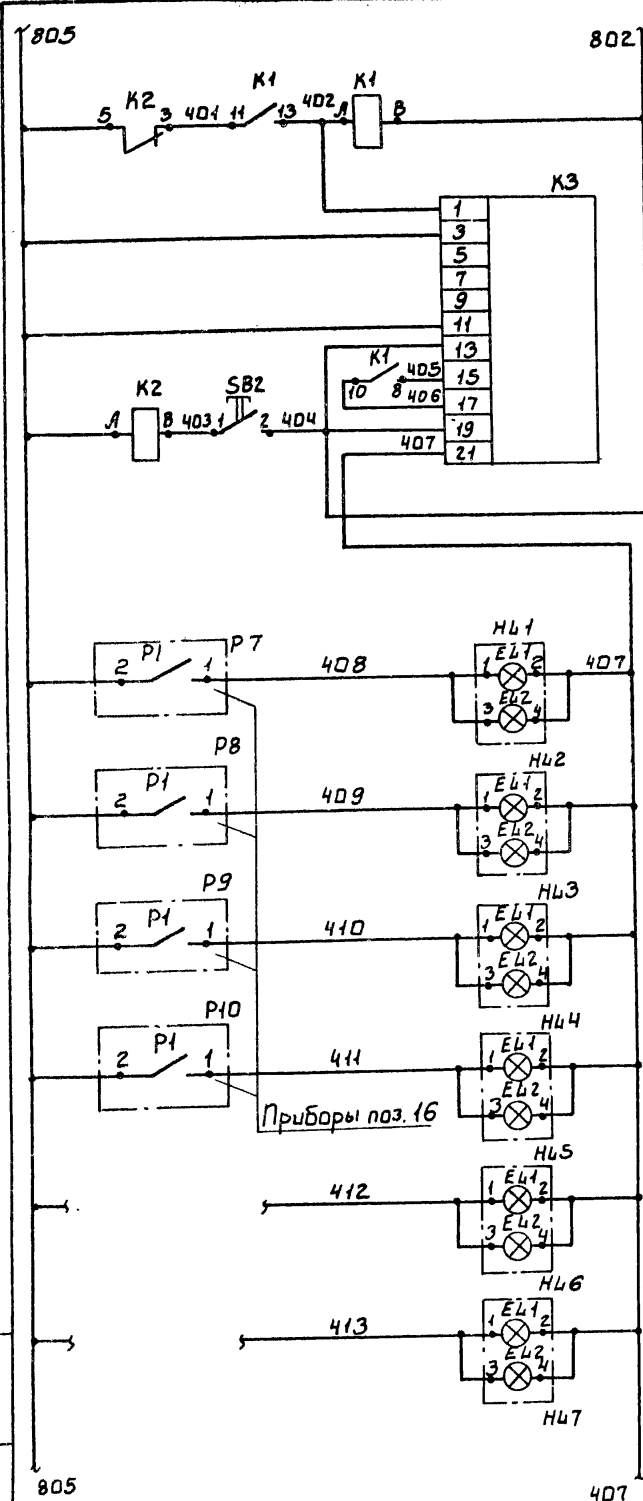 805 802
K2 K1 K1
5 3 401 11 13 402 A B
K3
1
3
5
7
9
11
13
K1 405 15
10 8 406 17
K2 SB2
A B 403 1 2 404 19
407 21
HL1
P1 P7 EL1
2 1 408 1 2 407
EL2
3 4
P8 HL2
P1 EL1
2 1 409 1 2
EL2
3 4
P9 HL3
P1 EL1
2 1 410 1 2
EL2
3 4
P10 HL4
P1 EL1
2 1 411 1 2
EL2
3 4
Приборы поз. 16
HL5
EL1
412 1 2
EL2
3 4
HL6
EL1
413 1 2
EL2
3 4
HL7
805 407